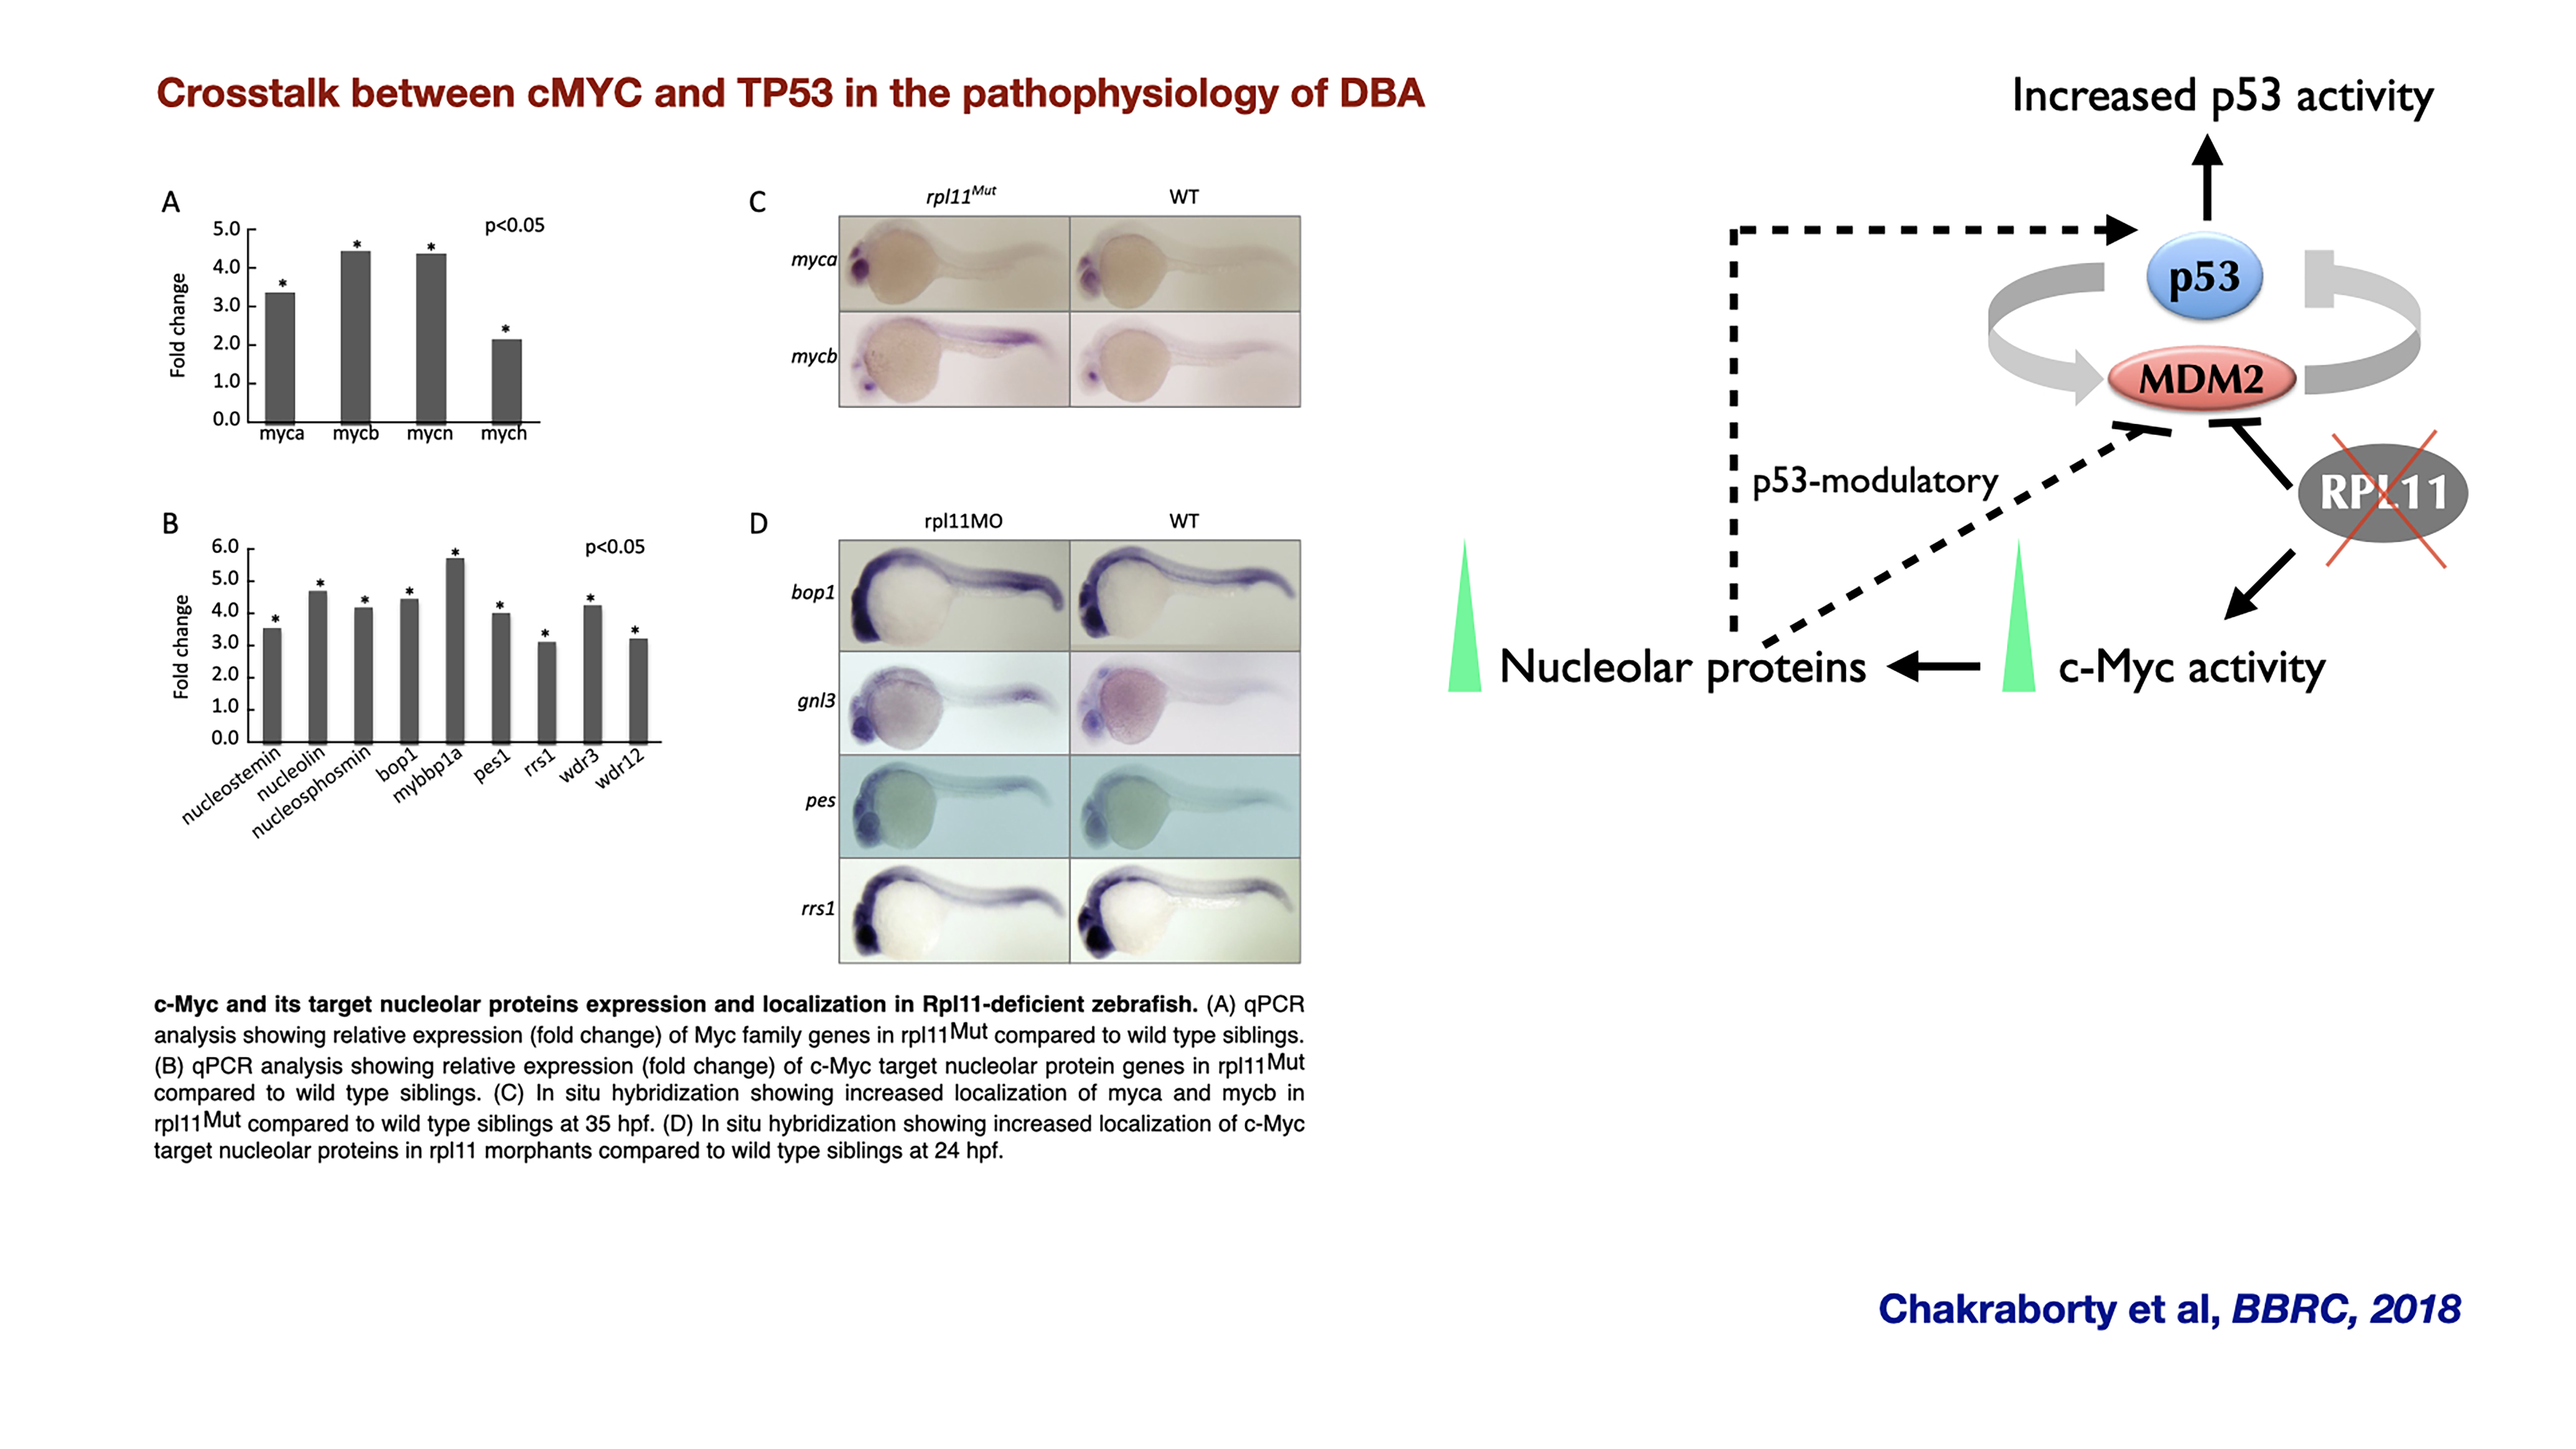 Crosstalk between cMYC and TP53 in the pathophysiology of DBA
A
p<0.05
Fold change
5.0
4.0
3.0
2.0
1.0
0.0
*
*
*
*
myca
mycb
mycn
mych
B
p<0.05
Fold change
6.0
5.0
4.0
3.0
2.0
1.0
0.0
*
*
*
*
*
*
*
*
*
nucleostemin
nucleolin
nucleosphosmin
bop1
mybbp1a
pes1
rrs1
wdr3
wdr12
C
rpl11Mut
WT
myca
mycb
D
rpl11MO
WT
bop1
gnl3
pes
rrs1
c-Myc and its target nucleolar proteins expression and localization in Rpl11-deficient zebrafish. (A) qPCR
analysis showing relative expression (fold change) of Myc family genes in rpl11Mut compared to wild type siblings.
(B) qPCR analysis showing relative expression (fold change) of c-Myc target nucleolar protein genes in rpl11Mut
compared to wild type siblings. (C) In situ hybridization showing increased localization of myca and mycb in
rpl11Mut compared to wild type siblings at 35 hpf. (D) In situ hybridization showing increased localization of c-Myc
target nucleolar proteins in rpl11 morphants compared to wild type siblings at 24 hpf.
Increased p53 activity
p53
MDM2
p53-modulatory
RPL11
Nucleolar proteins
c-Myc activity
Chakraborty et al, BBRC, 2018